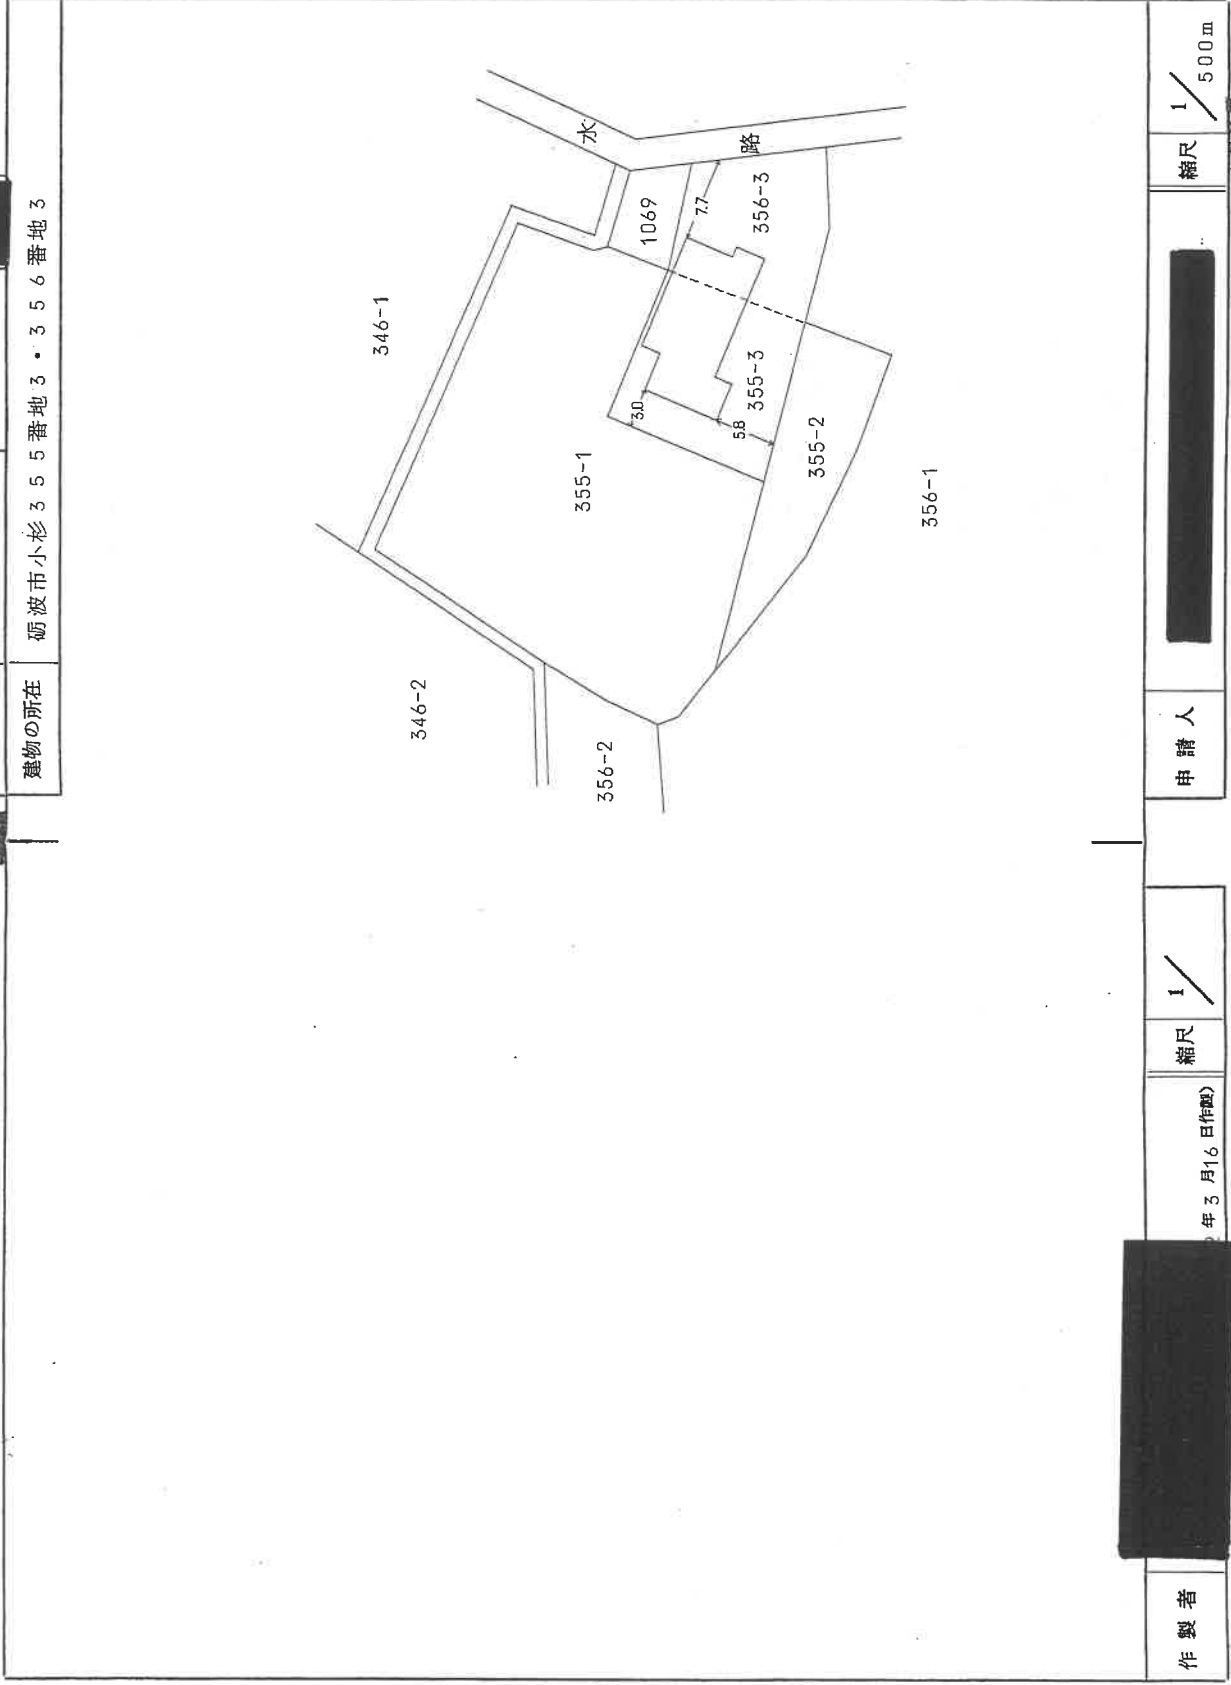 建物の所在 砺波市小杉355番地3・356番地3
346-1
346-2
355-1
356-2
1069
水路
7.7
356-3
3.0
355-3
5.8
355-2
356-1
作製者
年3月16日作製)
縮尺 1/
申請人
縮尺 1/500m